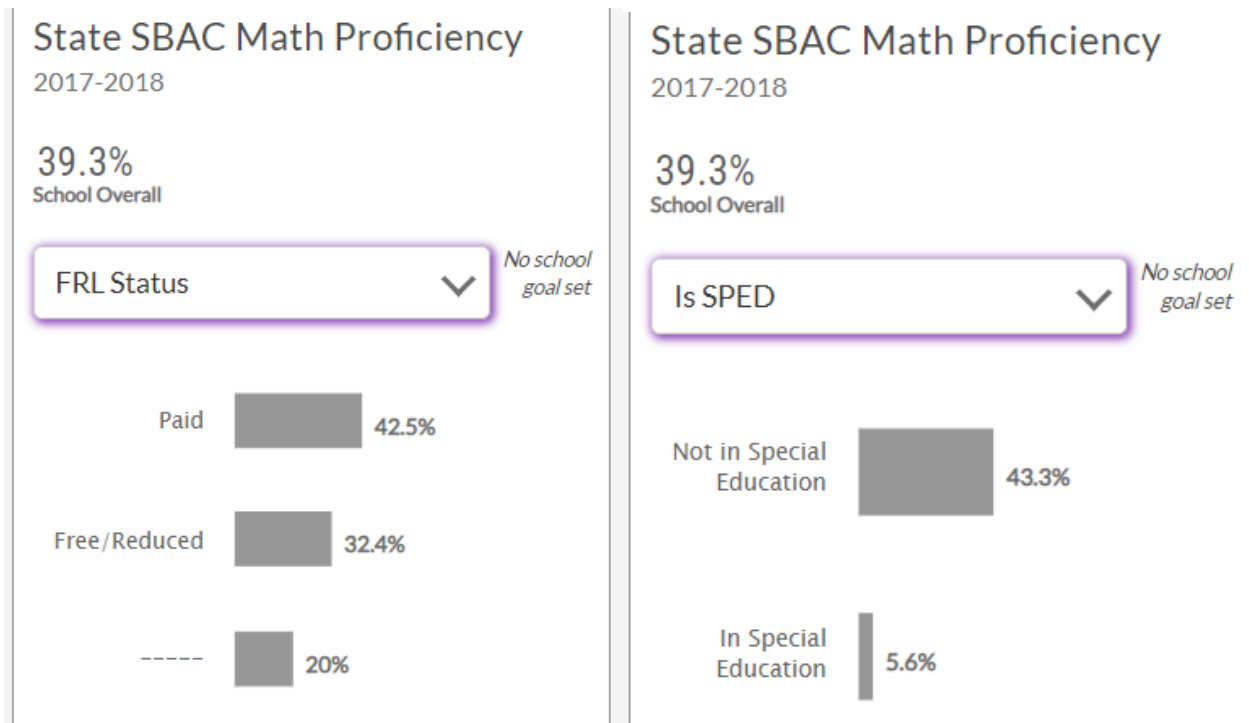 State SBAC Math Proficiency
2017-2018
39.3%
School Overall
FRL Status
No school
goal set
Paid
42.5%
Free/Reduced
32.4%
-----
20%
State SBAC Math Proficiency
2017-2018
39.3%
School Overall
Is SPED
No school
goal set
Not in Special
Education
43.3%
In Special
Education
5.6%